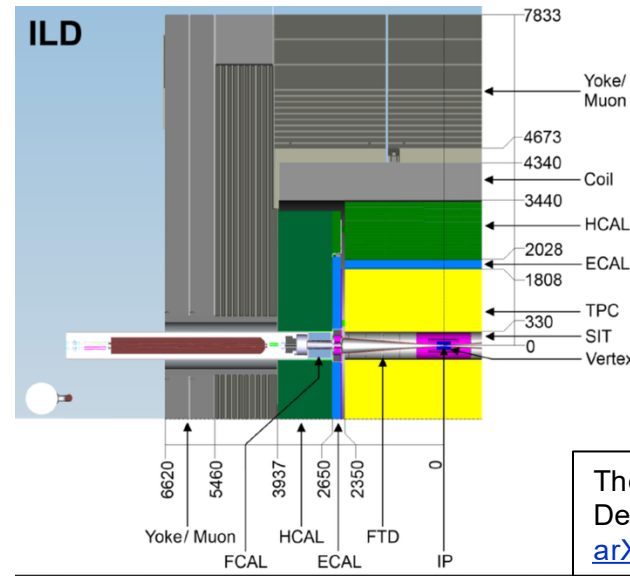 ILD
7833
Yoke/
Muon
4673
4340
Coil
3440
HCAL
2028
ECAL
1808
TPC
330
SIT
0
Vertex
6620
5460
3937
2650
2350
0
Yoke/ Muon
HCAL
FTD
FCAL
ECAL
IP
The
De
arX